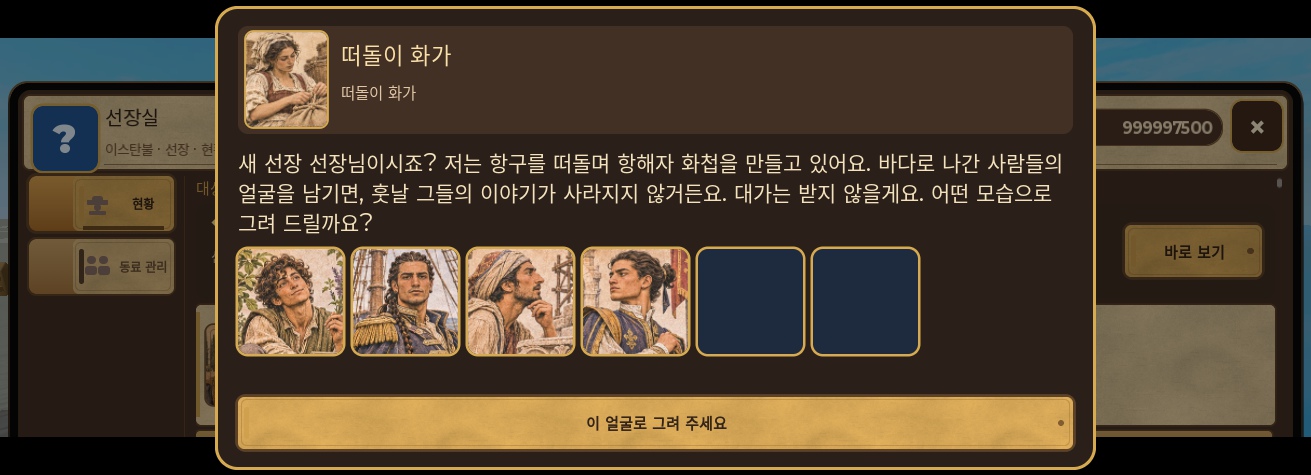 떠돌이 화가
떠돌이 화가
선장실
999997500
×
?
이스탄불 · 선장 · 현
새 선장 선장님이시죠? 저는 항구를 떠돌며 항해자 화첩을 만들고 있어요. 바다로 나간 사람들의
얼굴을 남기면, 훗날 그들의 이야기가 사라지지 않거든요. 대가는 받지 않을게요. 어떤 모습으로
그려 드릴까요?
현황
동료 관리
바로 보기
이 얼굴로 그려 주세요